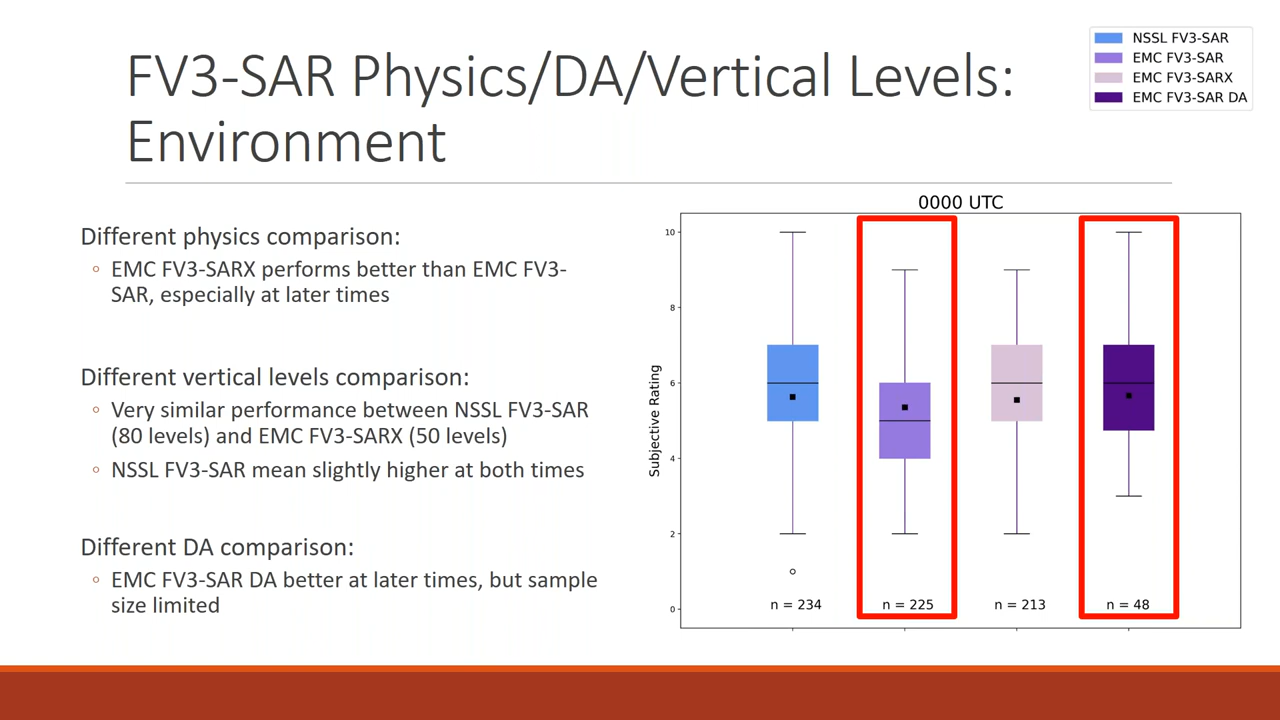 FV3-SAR Physics/DA/Vertical Levels:
Environment
NSSL FV3-SAR
EMC FV3-SAR
EMC FV3-SARX
EMC FV3-SAR DA
Different physics comparison:
◦ EMC FV3-SARX performs better than EMC FV3-
SAR, especially at later times
Different vertical levels comparison:
◦ Very similar performance between NSSL FV3-SAR
(80 levels) and EMC FV3-SARX (50 levels)
◦ NSSL FV3-SAR mean slightly higher at both times
Different DA comparison:
◦ EMC FV3-SAR DA better at later times, but sample
size limited
0000 UTC
Subjective Rating
10
8
6
4
2
0
n = 234
n = 225
n = 213
n = 48